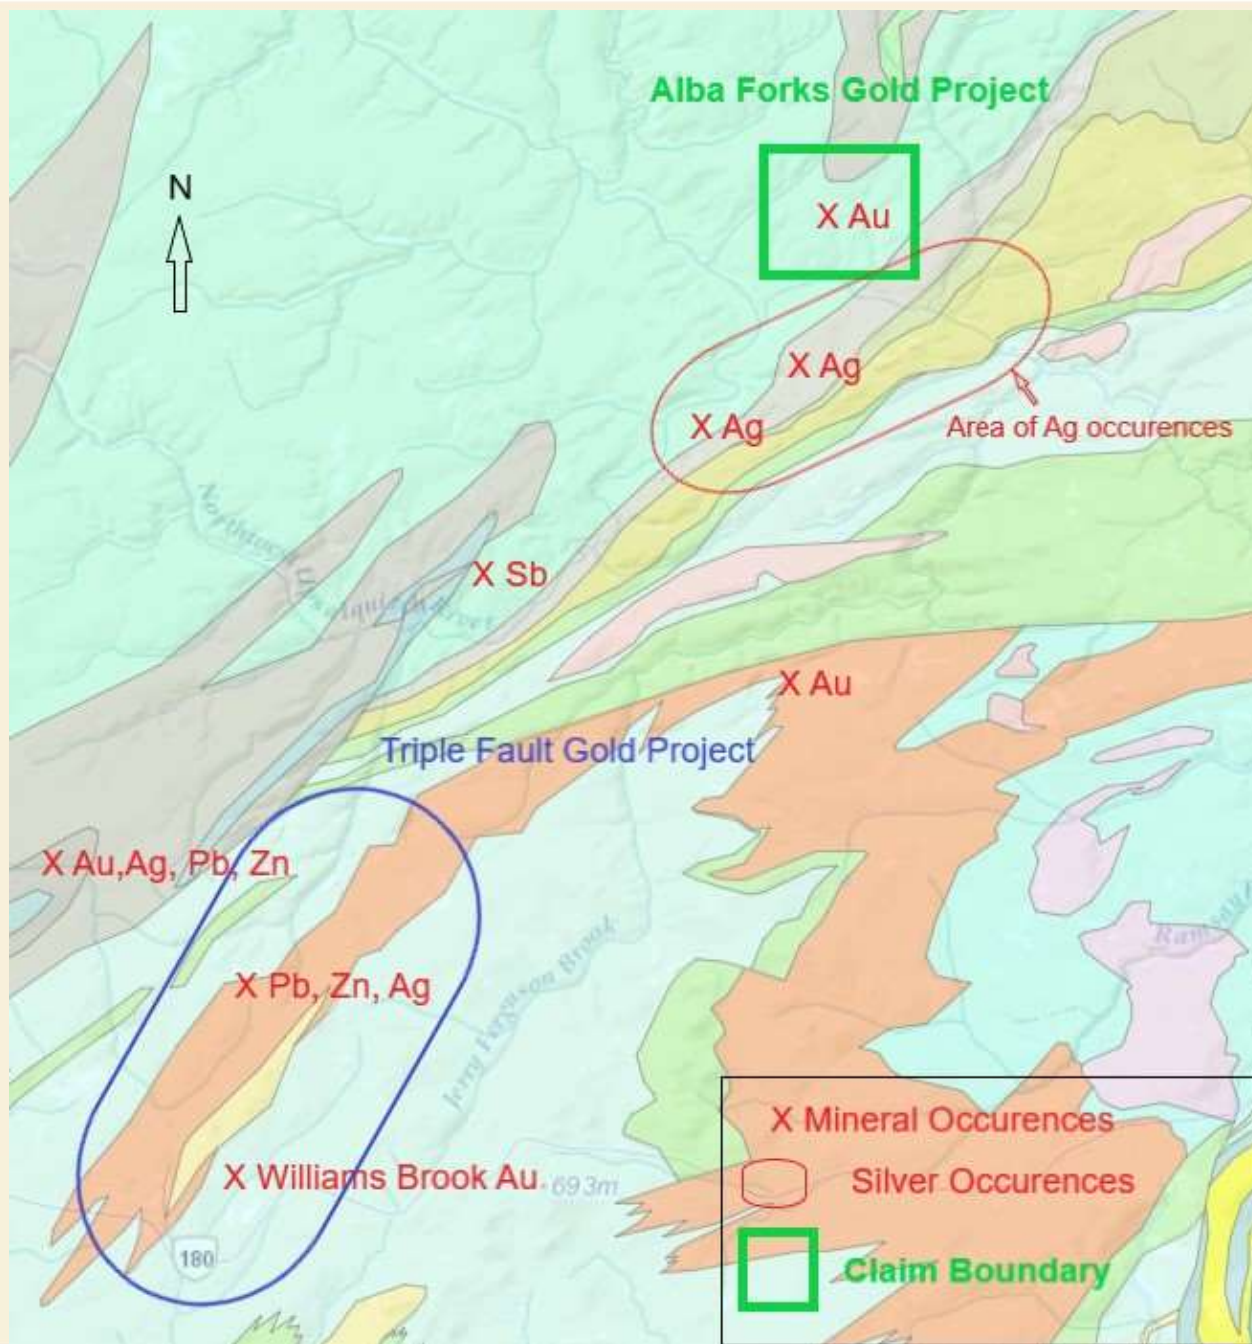 Alba Forks Gold Project
N
X Au
X Ag
X Ag
Area of Ag occurences
X Sb
X Au
Triple Fault Gold Project
X Au,Ag, Pb, Zn
X Pb, Zn, Ag
Jerry Ferguson Brook
Ramsay
X Williams Brook Au
693m
180
X Mineral Occurences
Silver Occurences
Claim Boundary